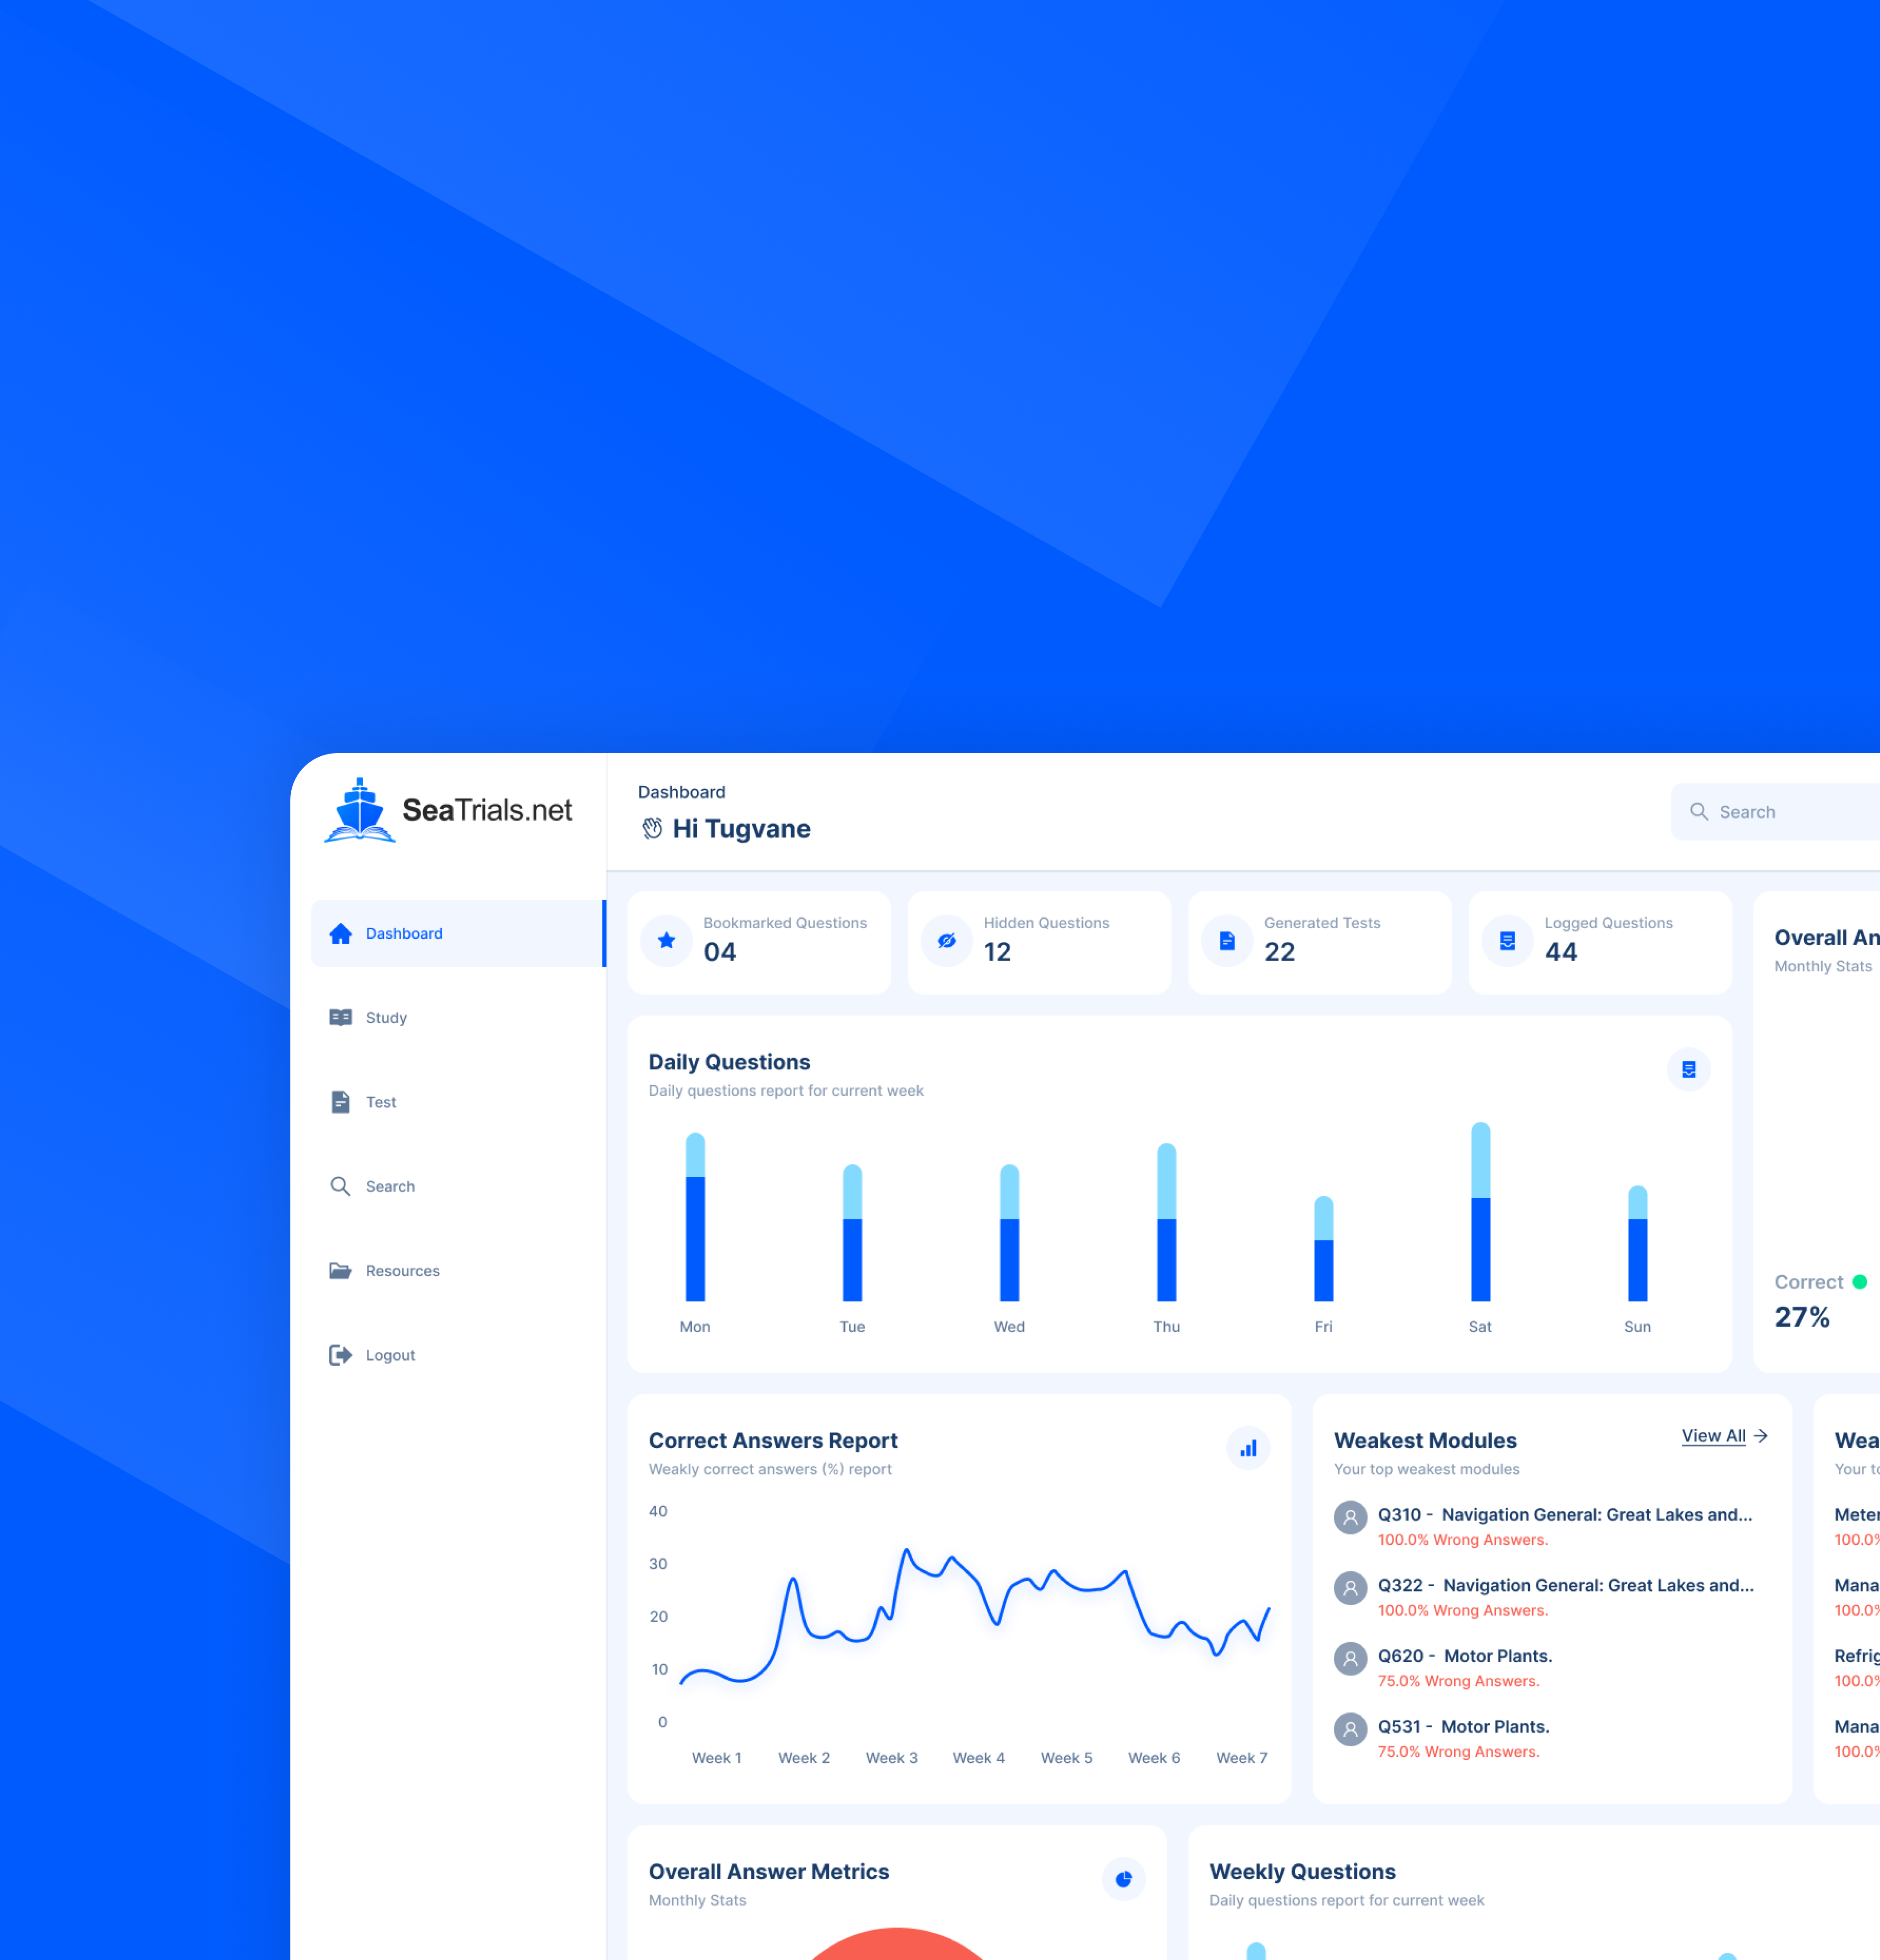 SeaTrials.net
Dashboard
Study
Test
Search
Resources
Logout
Dashboard
Hi Tugvane
Search
Bookmarked Questions
04
Hidden Questions
12
Generated Tests
22
Logged Questions
44
Overall An
Monthly Stats
Correct
27%
Daily Questions
Daily questions report for current week
Mon Tue Wed Thu Fri Sat Sun
Correct Answers Report
Weakly correct answers (%) report
40
30
20
10
0
Week 1 Week 2 Week 3 Week 4 Week 5 Week 6 Week 7
Weakest Modules
View All
Your top weakest modules
Q310 - Navigation General: Great Lakes and...
100.0% Wrong Answers.
Q322 - Navigation General: Great Lakes and...
100.0% Wrong Answers.
Q620 - Motor Plants.
75.0% Wrong Answers.
Q531 - Motor Plants.
75.0% Wrong Answers.
Wea
Your to
Meter
100.0%
Mana
100.0%
Refrig
100.0%
Mana
100.0%
Overall Answer Metrics
Monthly Stats
Weekly Questions
Daily questions report for current week